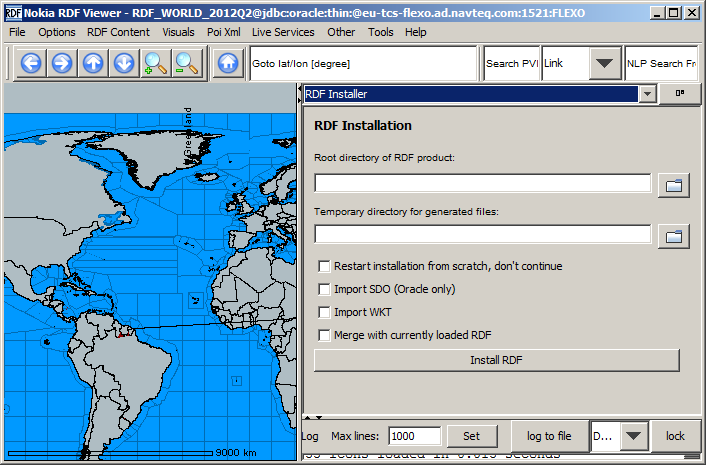 RDF Nokia RDF Viewer - RDF_WORLD_2012Q2@jdbc:oracle:thin:@eu-tcs-flexo.ad.navteq.com:1521:FLEXO
File Options RDF Content Visuals Poi Xml Live Services Other Tools Help
Goto lat/lon [degree] Search PVI Link NLP Search Fr
RDF Installer
Greenland
RDF Installation
Root directory of RDF product:
Temporary directory for generated files:
Restart installation from scratch, don't continue
Import SDO (Oracle only)
Import WKT
Merge with currently loaded RDF
Install RDF
Log Max lines: 1000 Set log to file D... lock
9000 km
icons loaded in 0.015 seconds